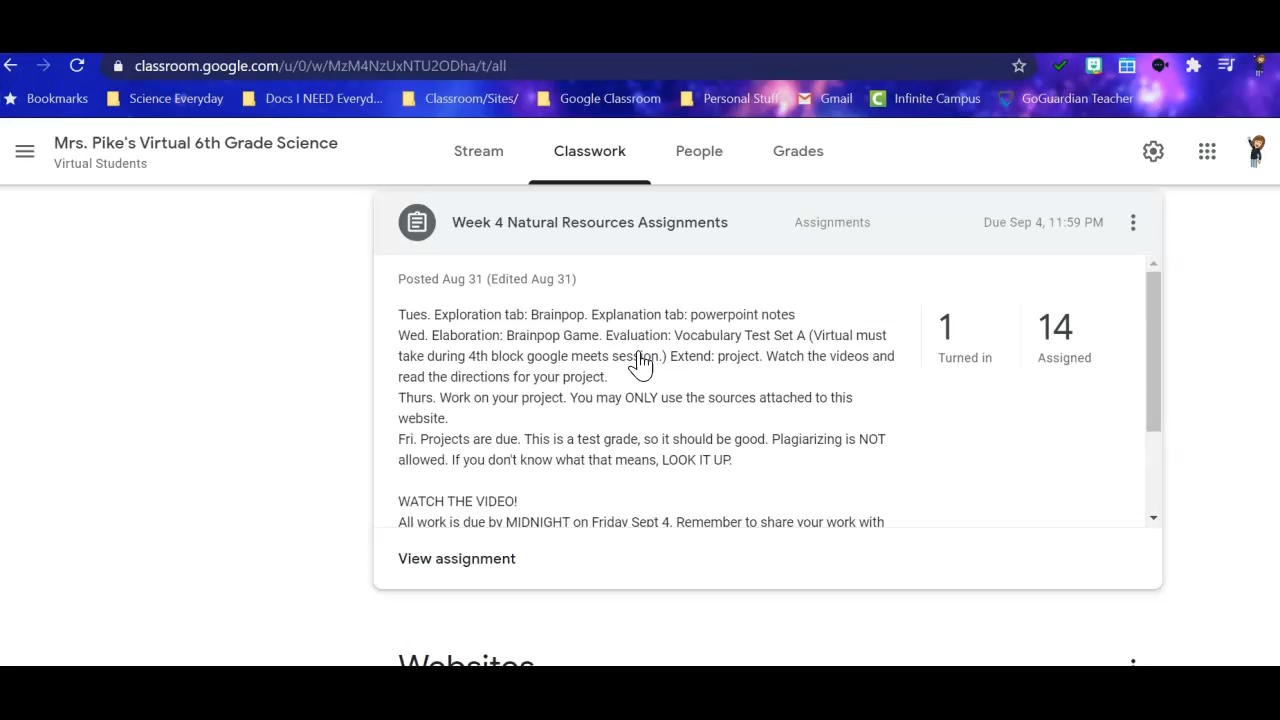 classroom.google.com/u/0/w/MzM4NzUxNTU2ODha/t/all
Bookmarks Science Everyday Docs I NEED Everyd... Classroom/Sites/ Google Classroom Personal Stuff Gmail Infinite Campus GoGuardian Teacher
Mrs. Pike's Virtual 6th Grade Science
Virtual Students
Stream Classwork People Grades
Week 4 Natural Resources Assignments Assignments Due Sep 4, 11:59 PM
Posted Aug 31 (Edited Aug 31)
Tues. Exploration tab: Brainpop. Explanation tab: powerpoint notes
Wed. Elaboration: Brainpop Game. Evaluation: Vocabulary Test Set A (Virtual must
take during 4th block google meets session.) Extend: project. Watch the videos and
read the directions for your project.
Thurs. Work on your project. You may ONLY use the sources attached to this
website.
Fri. Projects are due. This is a test grade, so it should be good. Plagiarizing is NOT
allowed. If you don't know what that means, LOOK IT UP.
WATCH THE VIDEO!
All work is due by MIDNIGHT on Friday Sept 4. Remember to share your work with
1 14
Turned in Assigned
View assignment
Websites